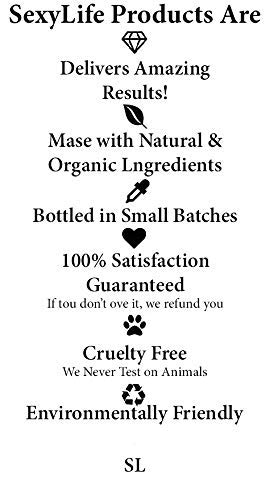 SexyLife Products Are
Delivers Amazing
Results!
Mase with Natural &
Organic Lngredients
Bottled in Small Batches
100% Satisfaction
Guaranteed
If tou don't ove it, we refund you
Cruelty Free
We Never Test on Animals
Environmentally Friendly
SL